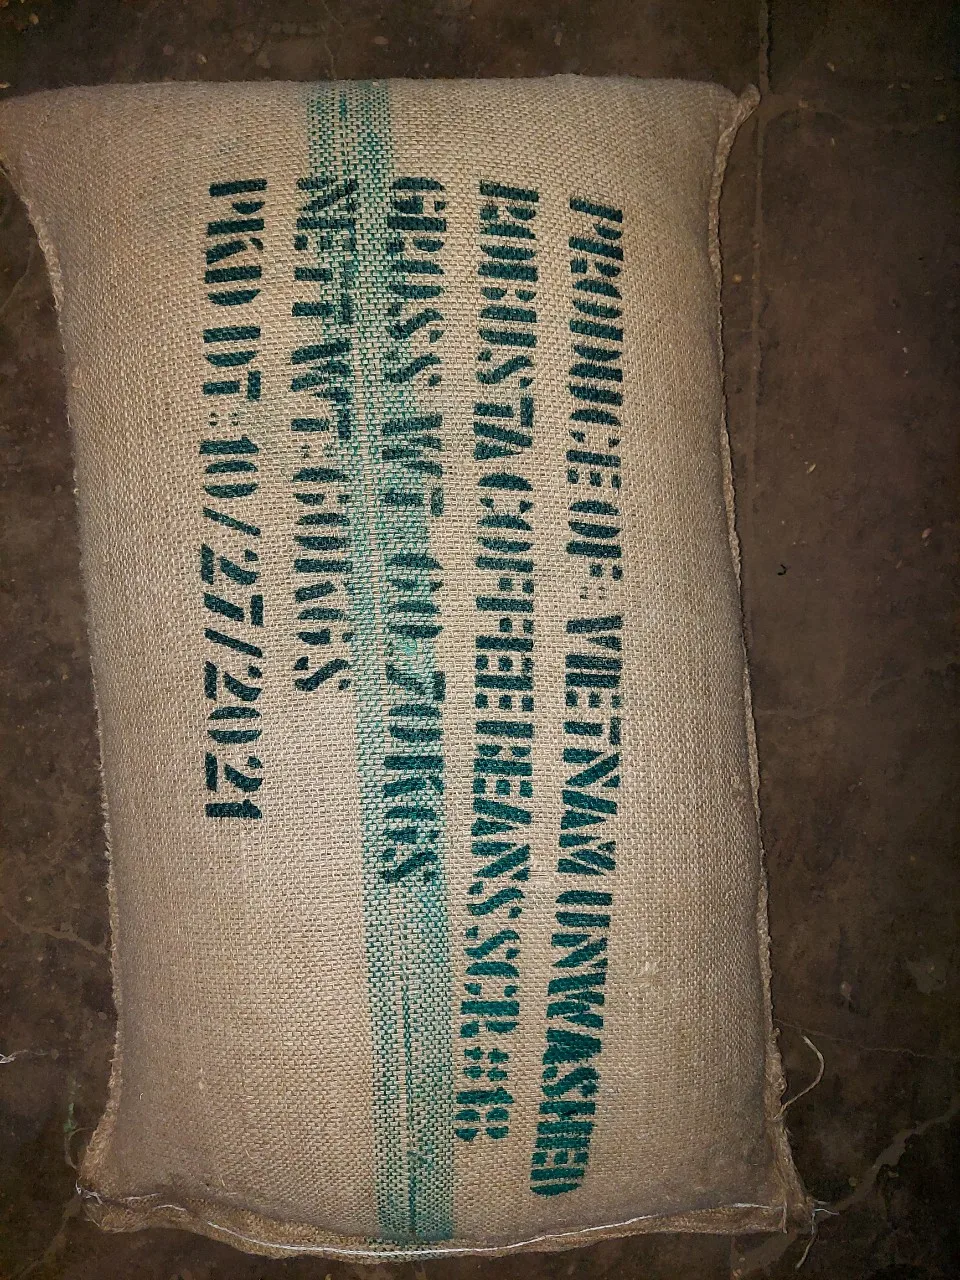 PRODUCE OF: VIETNAM UNWASHED
ROBUSTA COFFEE BEANS SCR
GROSS WT 60.70KGS
NETT WT: 60KGS
PKD DT: 10/27/2021